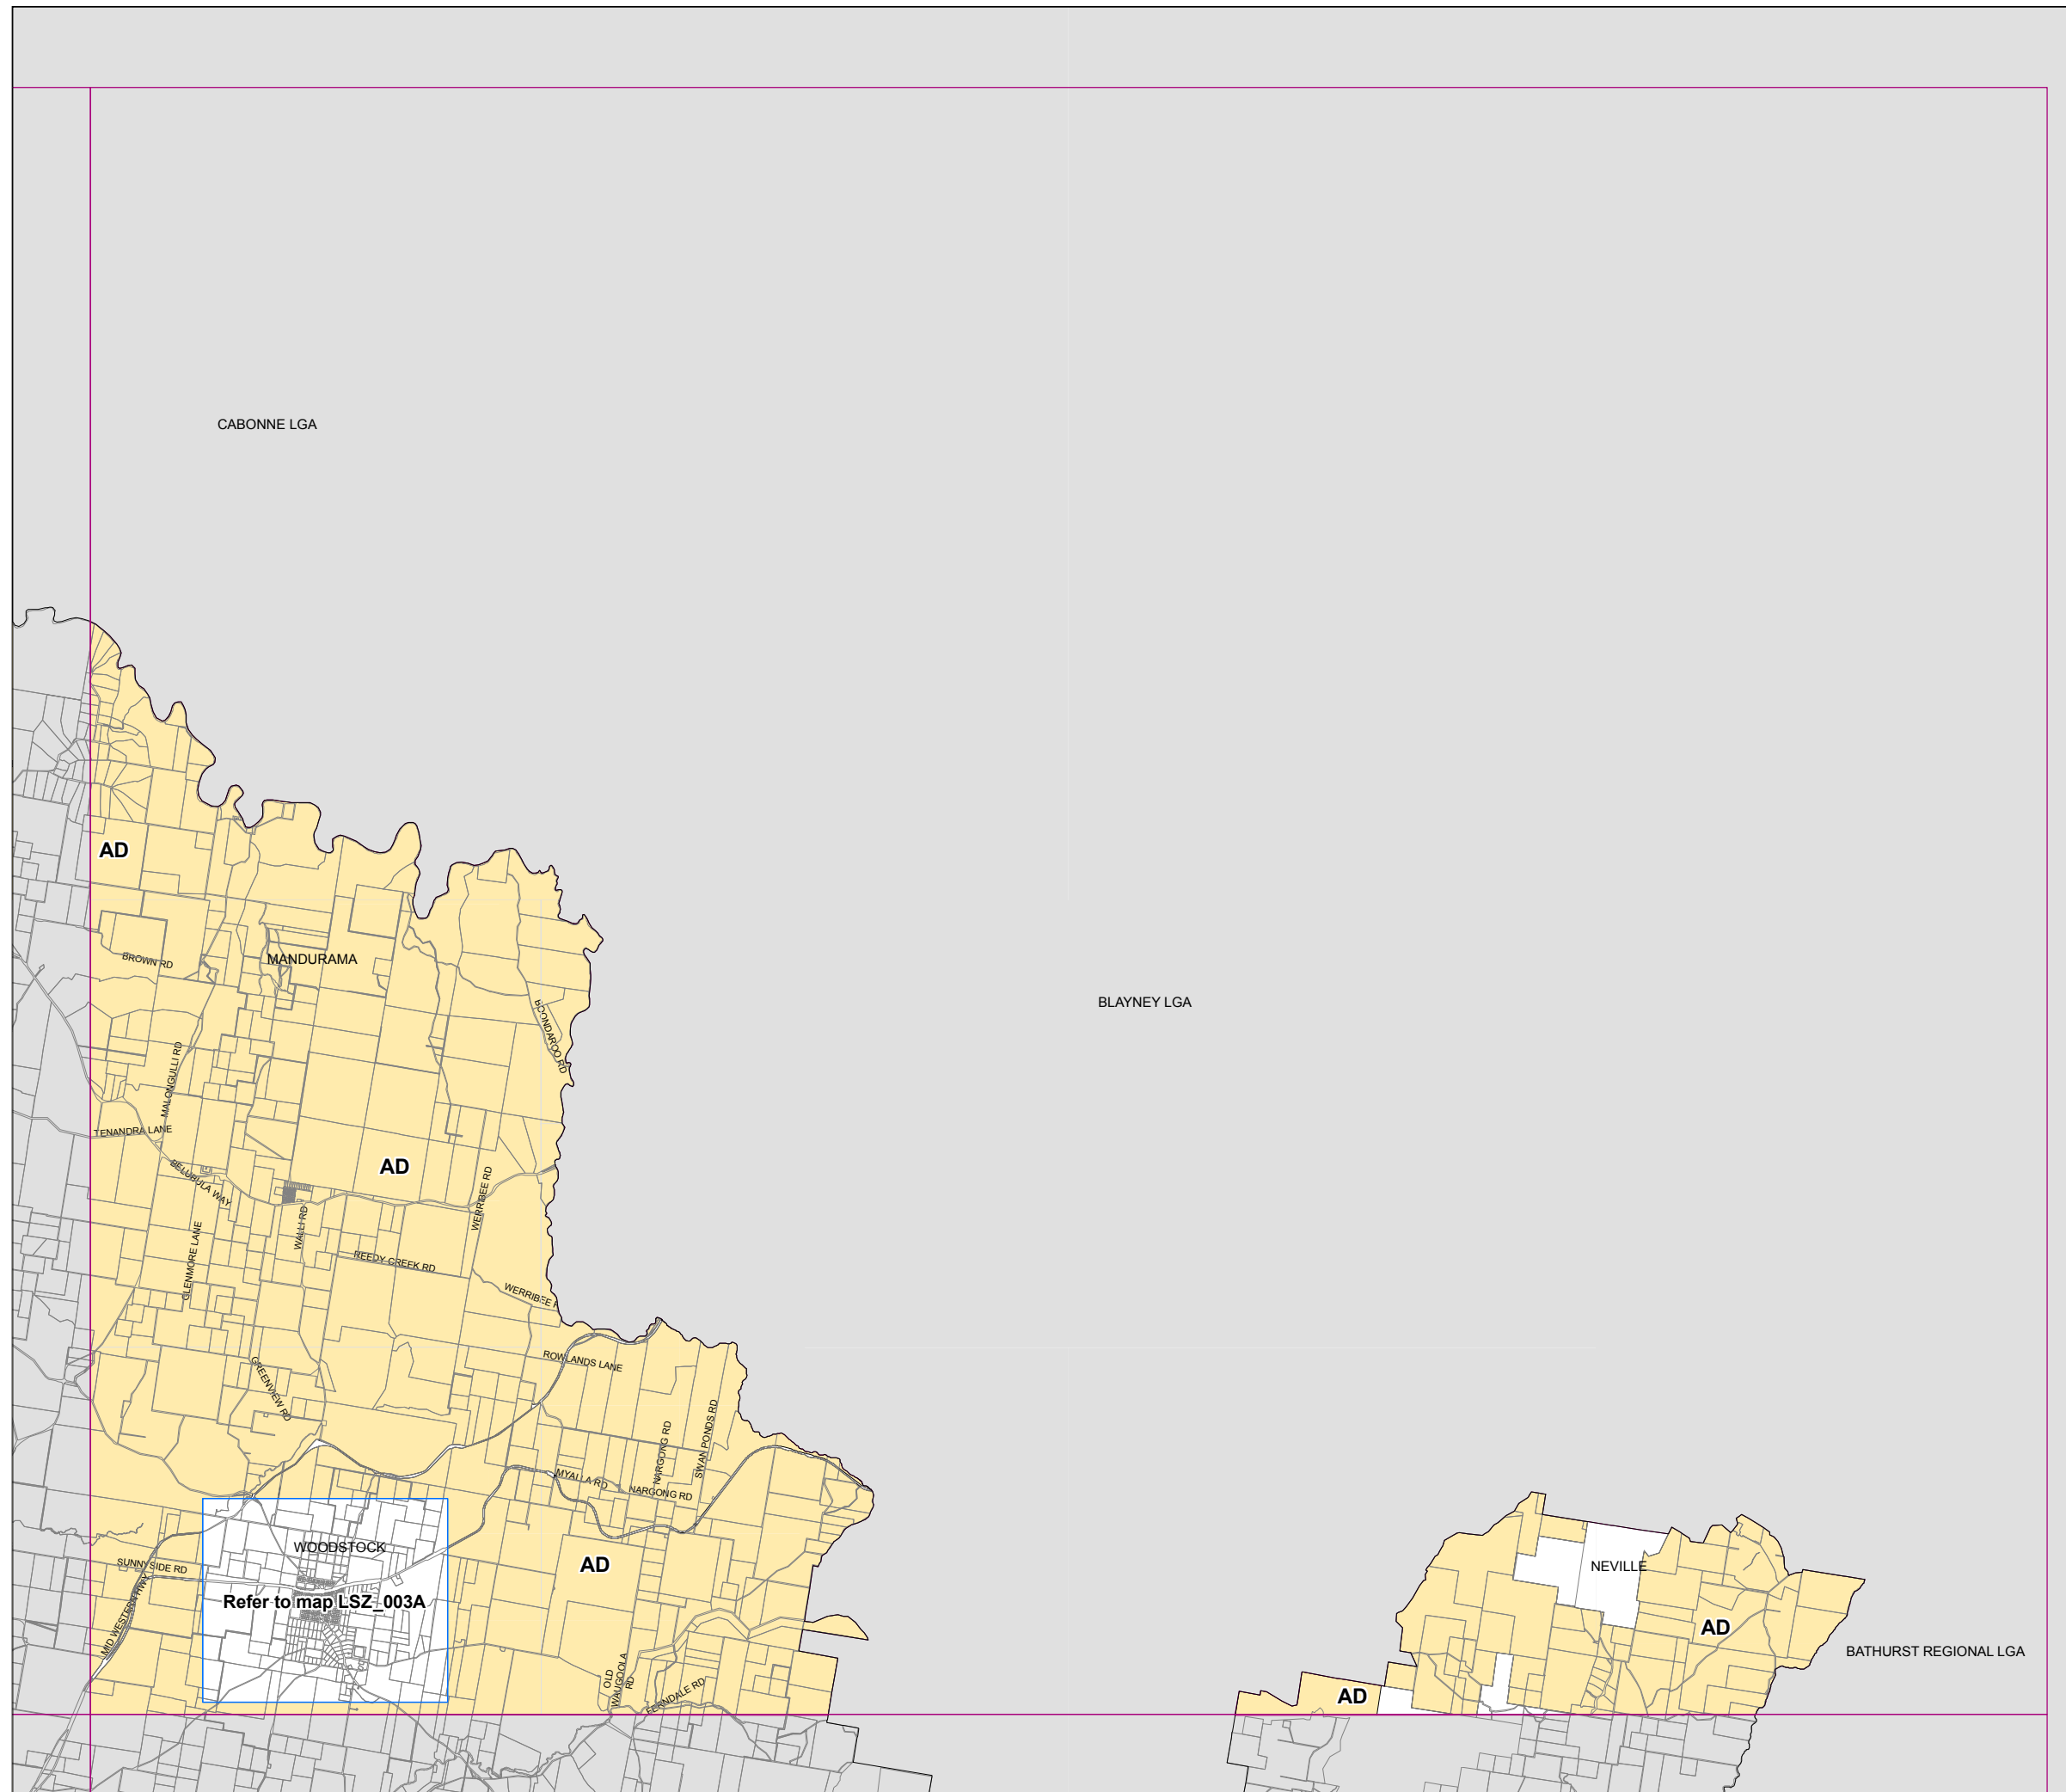 CABONNE LGA
AD
BROWN RD
MANDURAMA
BLAYNEY LGA
BOONDAROO RD
MALONGULLI RD
TENANDRA LANE
AD
BELUBULA WAY
WERRIBEE RD
WALLI RD
GLENMORE LANE
REEDY CREEK RD
WERRIBEE R
ROWLANDS LANE
GREENVIEW RD
NARGONG RD
SWAN PONDS RD
MYALLA RD
NARGONG RD
WOODSTOCK
SUNNYSIDE RD
AD
NEVILLE
MID WESTERN HWY
Refer to map LSZ_003A
AD
BATHURST REGIONAL LGA
OLD
WAUGOOLA
RD
FERNDALE RD
AD